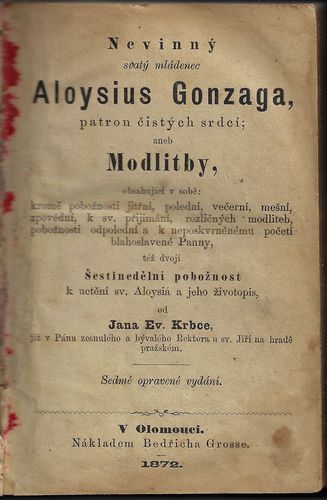 Nevinný
svatý mládenec
Aloysius Gonzaga,
patron čistých srdcí;
aneb
Modlitby,
obsahující v sobě:
kromě pobožností jitřní, polední, večerní, mešní,
zpovědní, k sv. přijímání, rozličných modliteb,
pobožnosti odpolední a k neposkvrněnému početí
blahoslavené Panny,
též dvojí
Šestinedělní pobožnost
k uctění sv. Aloysiá a jeho životopis,
od
Jana Ev. Krbce,
již v Pánu zesnulého a bývalého Rektora u sv. Jiří na hradě
pražském.
Sedmé opravené vydání.
V Olomouci.
Nákladem Bedřicha Grosse.
1872.